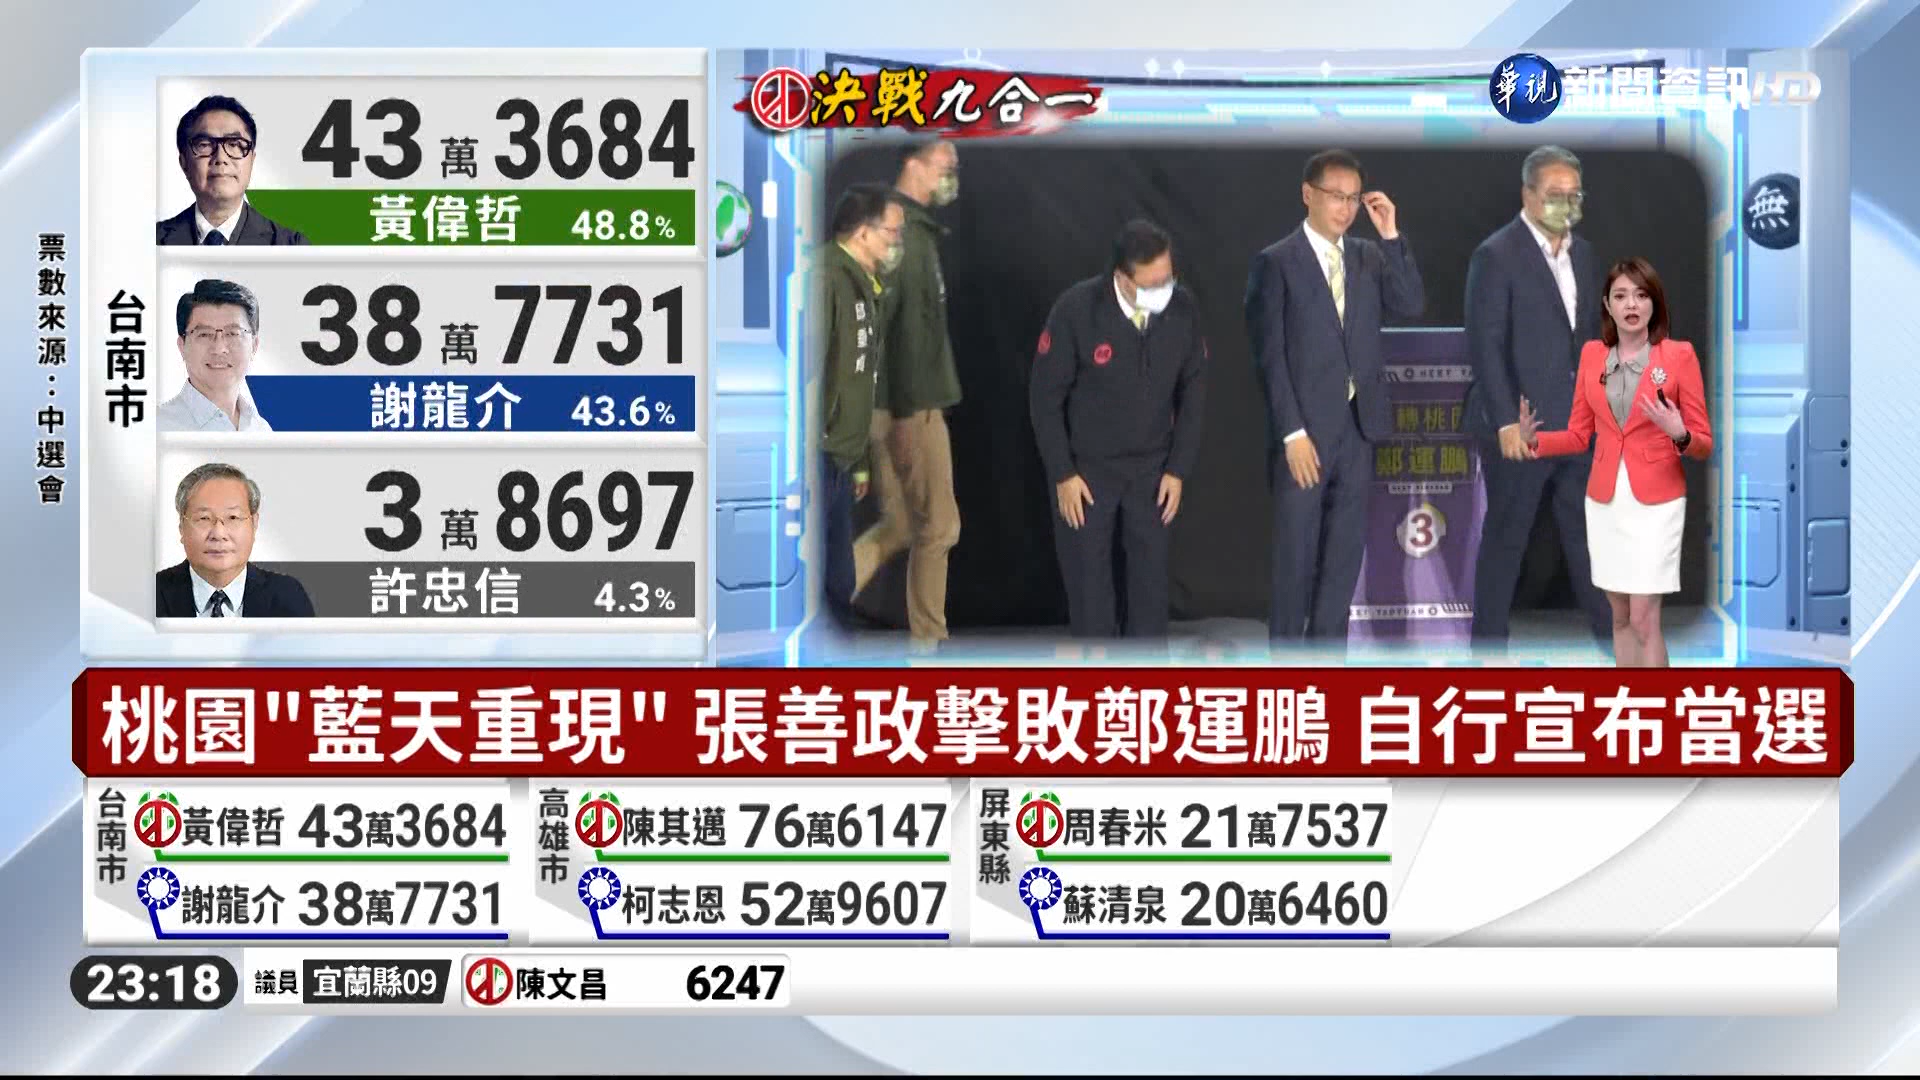 決戰九合一
華視新聞資訊HD
無
票數來源：中選會
台南市
43萬3684
黃偉哲 48.8%
38萬7731
謝龍介 43.6%
3萬8697
許忠信 4.3%
轉桃園
鄭運鵬
3
桃園"藍天重現" 張善政擊敗鄭運鵬 自行宣布當選
台南市
黃偉哲 43萬3684
謝龍介 38萬7731
高雄市
陳其邁 76萬6147
柯志恩 52萬9607
屏東縣
周春米 21萬7537
蘇清泉 20萬6460
23:18 議員 宜蘭縣09 陳文昌 6247